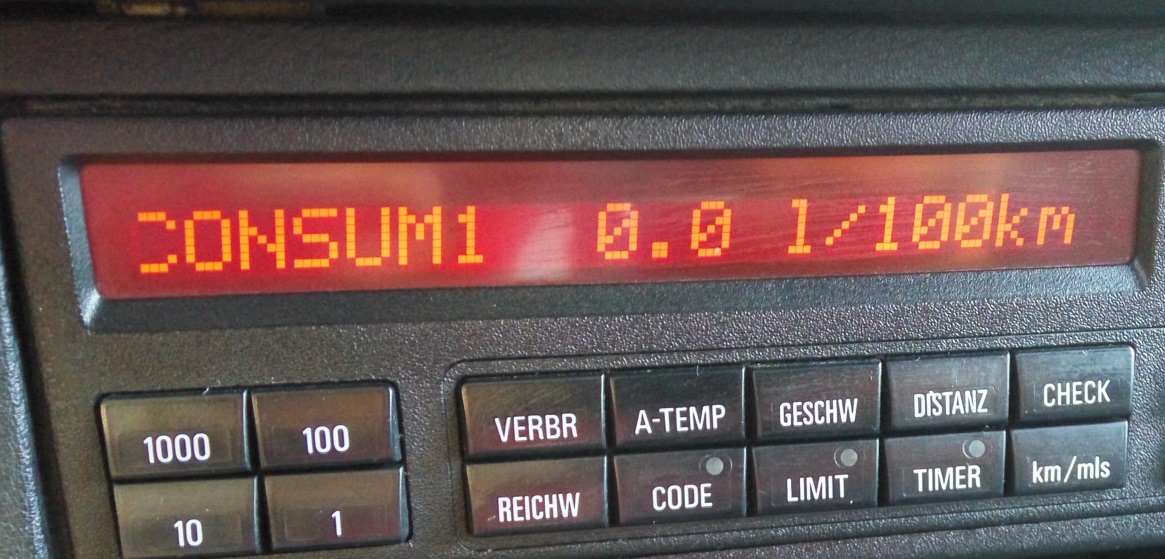 CONSUM1 0.0 l/100km
1000 100 VERBR A-TEMP GESCHW DISTANZ CHECK
10 1 REICHW CODE LIMIT TIMER km/mls